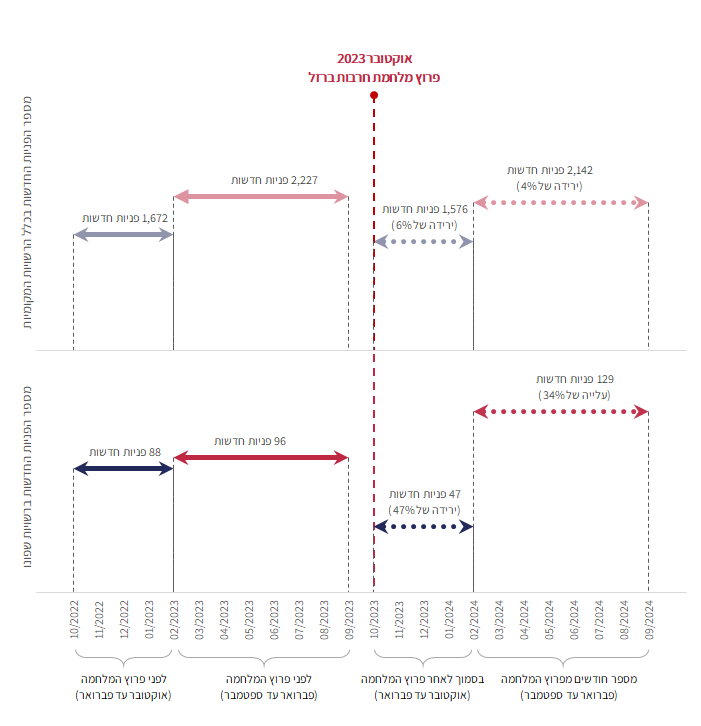 אוקטובר 2023
פרוץ מלחמת חרבות ברזל
מספר הפניות החדשות בכלל הרשויות המקומיות
2,227 פניות חדשות
1,672 פניות חדשות
2,142 פניות חדשות
(ירידה של 4%)
1,576 פניות חדשות
(ירידה של 6%)
מספר הפניות החדשות ברשויות שפונו
129 פניות חדשות
(עלייה של 34%)
96 פניות חדשות
88 פניות חדשות
47 פניות חדשות
(ירידה של 47%)
10/2022
11/2022
12/2022
01/2023
02/2023
03/2023
04/2023
05/2023
06/2023
07/2023
08/2023
09/2023
10/2023
11/2023
12/2023
01/2024
02/2024
03/2024
04/2024
05/2024
06/2024
07/2024
08/2024
09/2024
לפני פרוץ המלחמה
(אוקטובר עד פברואר)
לפני פרוץ המלחמה
(פברואר עד ספטמבר)
בסמוך לאחר פרוץ המלחמה
(אוקטובר עד פברואר)
מספר חודשים מפרוץ המלחמה
(פברואר עד ספטמבר)